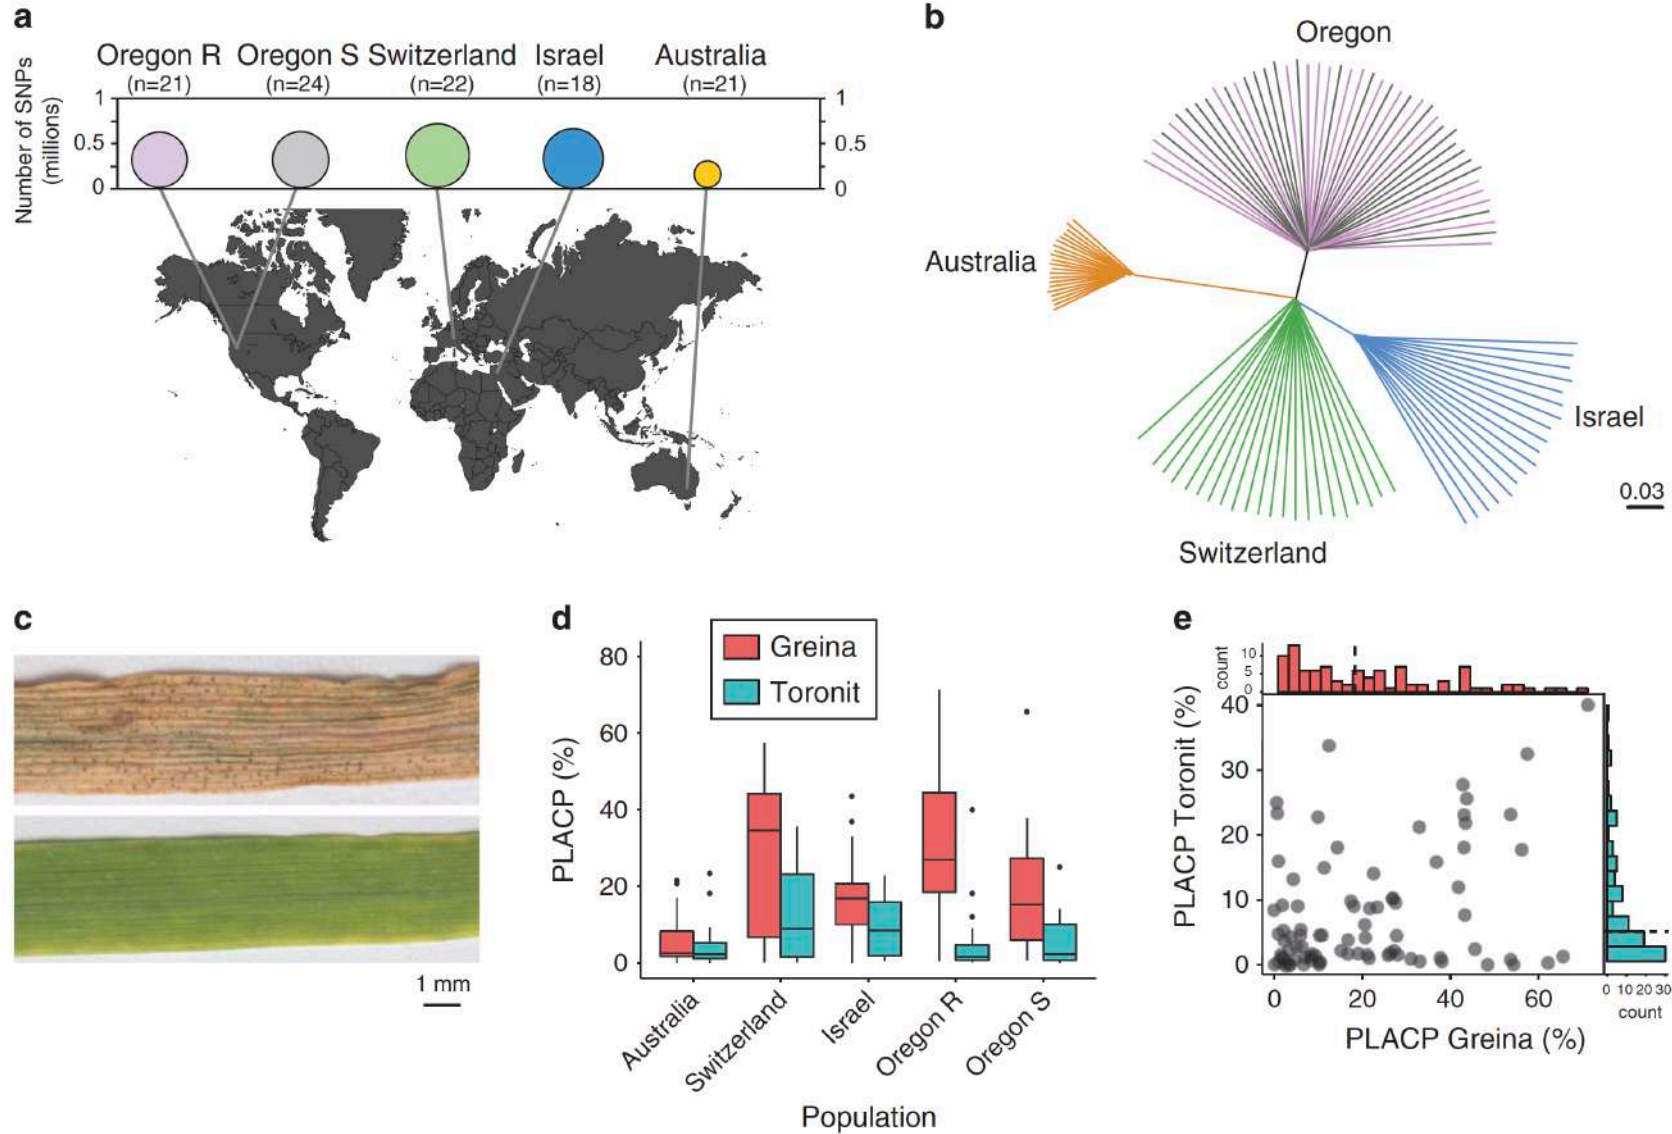 a
Oregon R Oregon S Switzerland Israel Australia
(n=21) (n=24) (n=22) (n=18) (n=21)
Number of SNPs
(millions)
1
0.5
0
1
0.5
0
b
Oregon
Australia
Israel
Switzerland
0.03
c
1 mm
d
Greina
Toronit
PLACP (%)
80
60
40
20
0
Australia
Switzerland
Israel
Oregon R
Oregon S
Population
e
count
10
5
0
PLACP Toronit (%)
40
30
20
10
0
0 20 40 60
PLACP Greina (%)
0 10 20 30
count